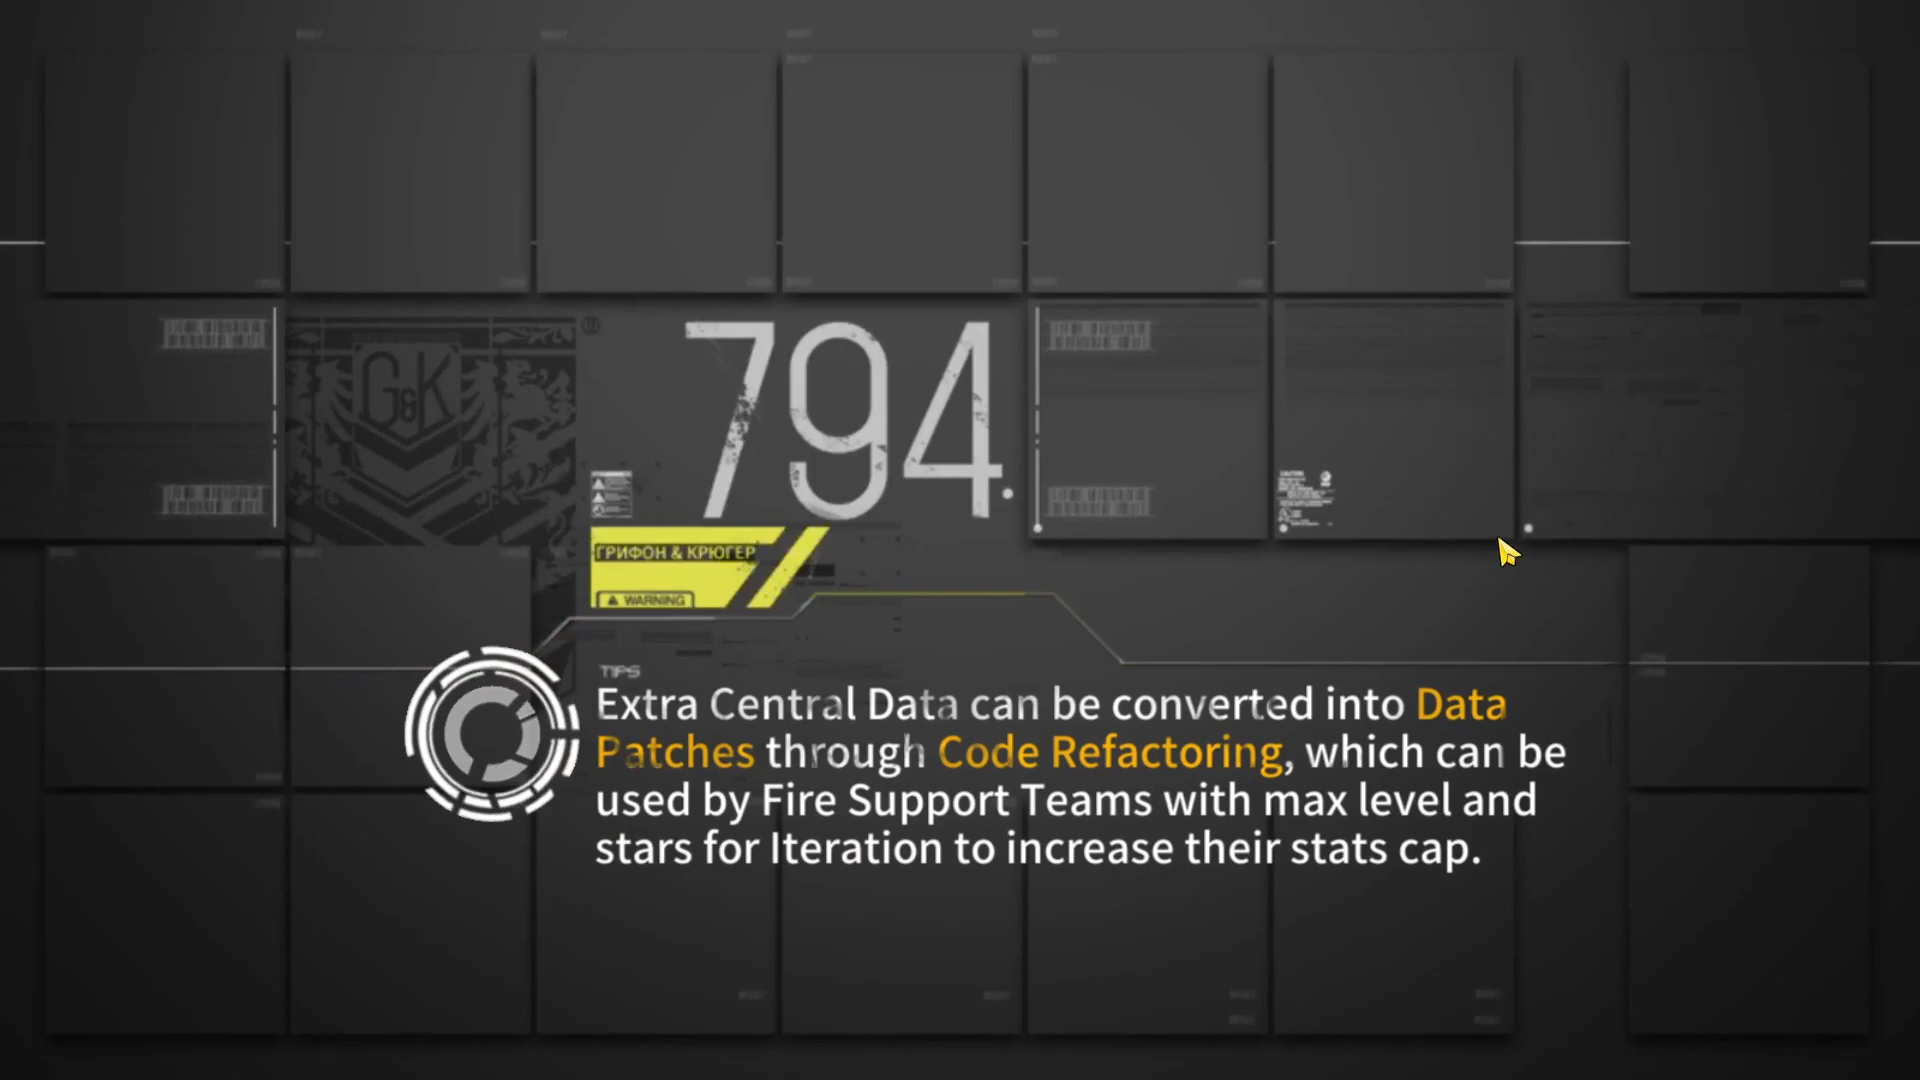 G&K
794.
ГРИФОН & КРЮГЕР
WARNING
TIPS
Extra Central Data can be converted into Data
Patches through Code Refactoring, which can be
used by Fire Support Teams with max level and
stars for Iteration to increase their stats cap.